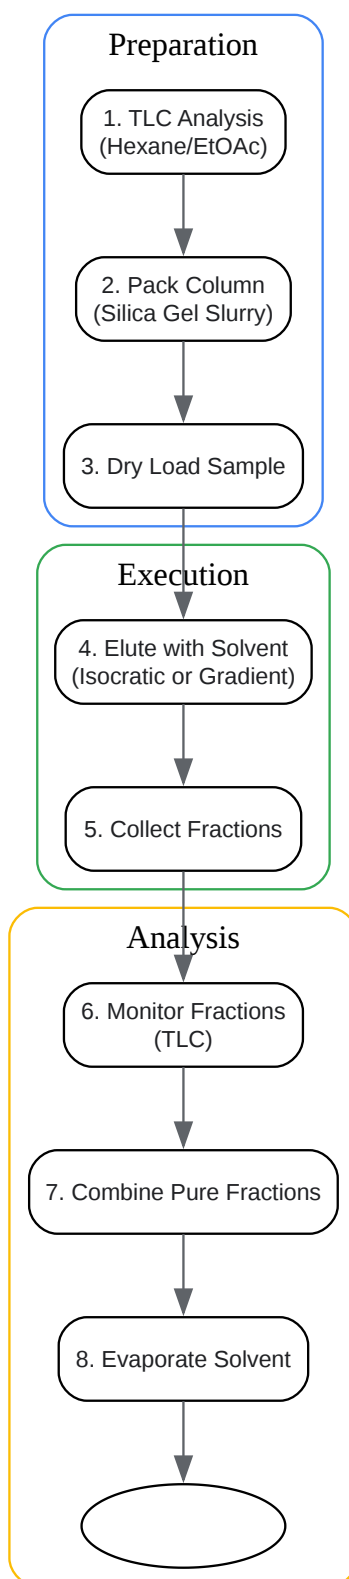 Preparation
1. TLC Analysis
(Hexane/EtOAc)
2. Pack Column
(Silica Gel Slurry)
3. Dry Load Sample
Execution
4. Elute with Solvent
(Isocratic or Gradient)
5. Collect Fractions
Analysis
6. Monitor Fractions
(TLC)
7. Combine Pure Fractions
8. Evaporate Solvent